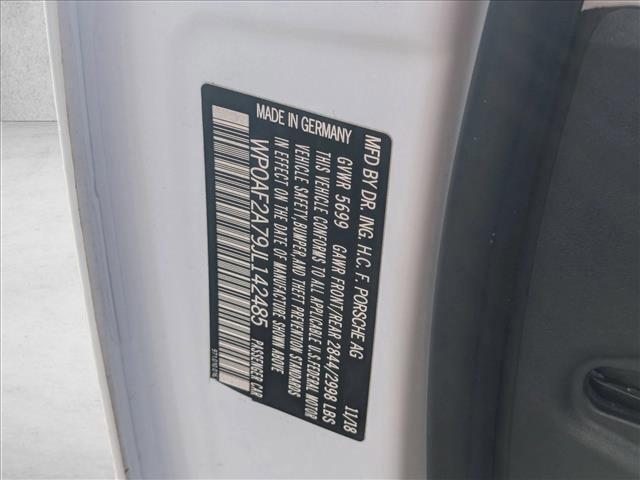 MFD BY DR. ING. H.C. F. PORSCHE AG
11/18
GVWR 5699 GAWR FRONT/REAR 2844/2998 LBS
THIS VEHICLE CONFORMS TO ALL APPLICABLE U.S. FEDERAL MOTOR
VEHICLE SAFETY, BUMPER, AND THEFT PREVENTION STANDARDS
IN EFFECT ON THE DATE OF MANUFACTURE SHOWN ABOVE
MADE IN GERMANY
PASSENGER CAR
WP0AF2A79JL142485